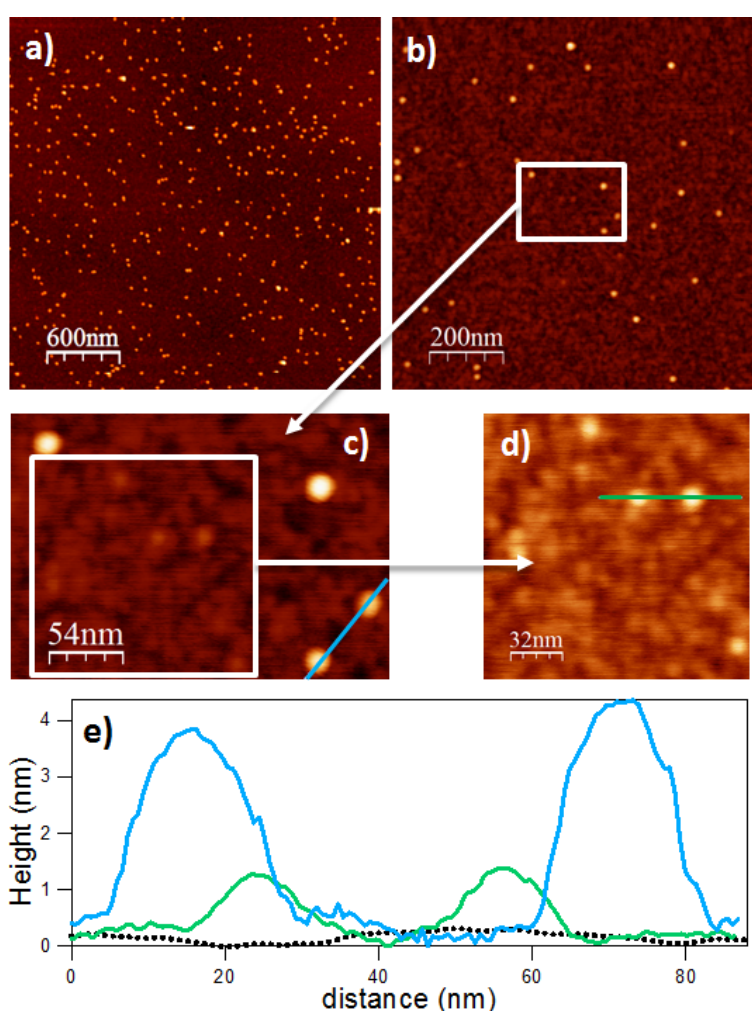 a)
b)
600nm
200nm
c)
d)
54nm
32nm
e)
Height (nm)
4
3
2
1
0
0
20
40
60
80
distance (nm)